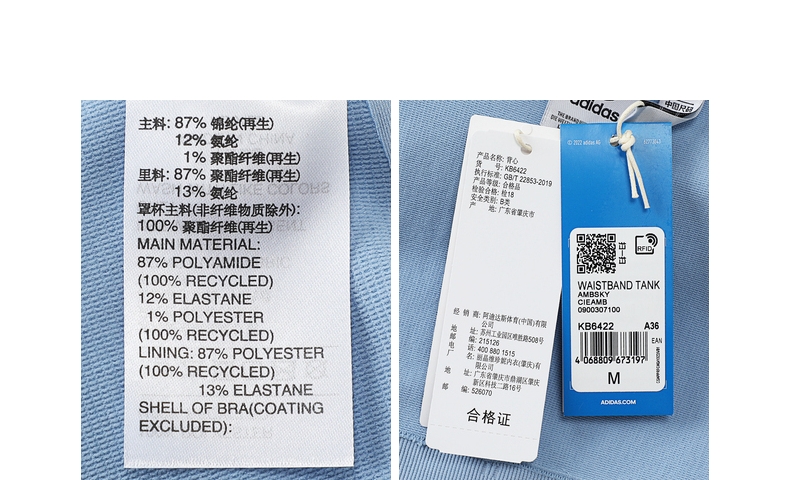 主料: 87% 锦纶(再生)
12% 氨纶
1% 聚酯纤维(再生)
里料: 87% 聚酯纤维(再生)
13% 氨纶
罩杯主料(非纤维物质除外):
100% 聚酯纤维(再生)
MAIN MATERIAL:
87% POLYAMIDE
(100% RECYCLED)
12% ELASTANE
1% POLYESTER
(100% RECYCLED)
LINING: 87% POLYESTER
(100% RECYCLED)
13% ELASTANE
SHELL OF BRA(COATING
EXCLUDED):
产品名称: 背心
货 号: KB6422
执行标准: GB/T 22853-2019
产品等级: 合格品
检验合格: 检18
安全类别: B类
产 地: 广东省肇庆市
经 销 商: 阿迪达斯体育(中国)有限
公司
地 址: 苏州工业园区唯胜路508号
邮 编: 215126
电 话: 400 880 1515
厂 名: 丽晶维珍妮内衣(肇庆)有
限公司
地 址: 广东省肇庆市鼎湖区肇庆
新区科技二路16号
邮 编: 526070
合格证
adidas
中国尺码
© 2022 adidas AG
RFID
WAISTBAND TANK
AMBSKY
CIEAMB
0900307100
KB6422 A36
EAN
4 068809 673197
M
ADIDAS.COM